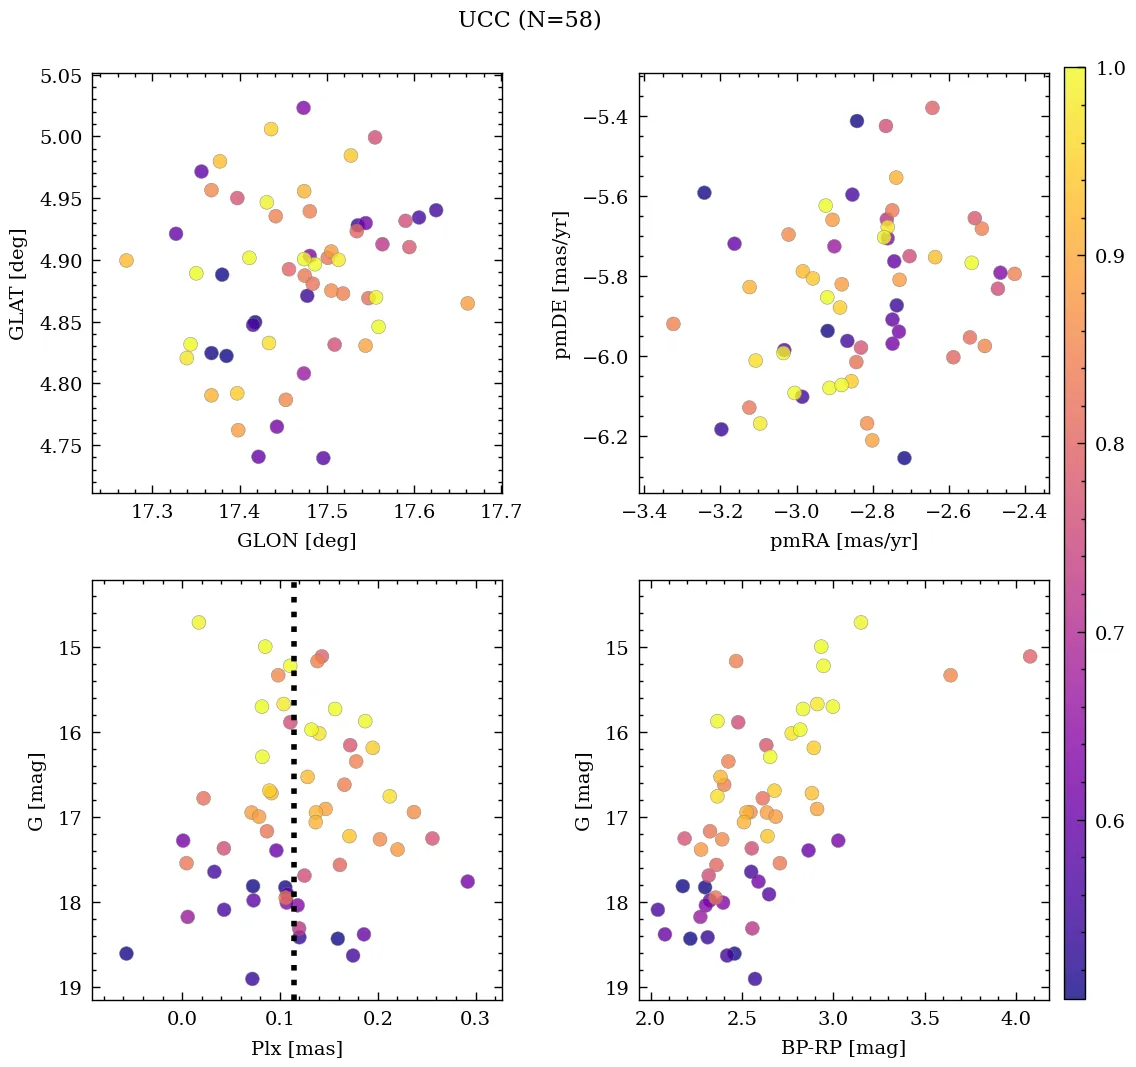 UCC (N=58)
5.05
5.00
4.95
4.90
4.85
4.80
4.75
GLAT [deg]
17.3 17.4 17.5 17.6 17.7
GLON [deg]
−5.4
−5.6
−5.8
−6.0
−6.2
pmDE [mas/yr]
−3.4 −3.2 −3.0 −2.8 −2.6 −2.4
pmRA [mas/yr]
1.0
0.9
0.8
0.7
0.6
15
16
17
18
19
G [mag]
0.0 0.1 0.2 0.3
Plx [mas]
15
16
17
18
19
G [mag]
2.0 2.5 3.0 3.5 4.0
BP-RP [mag]